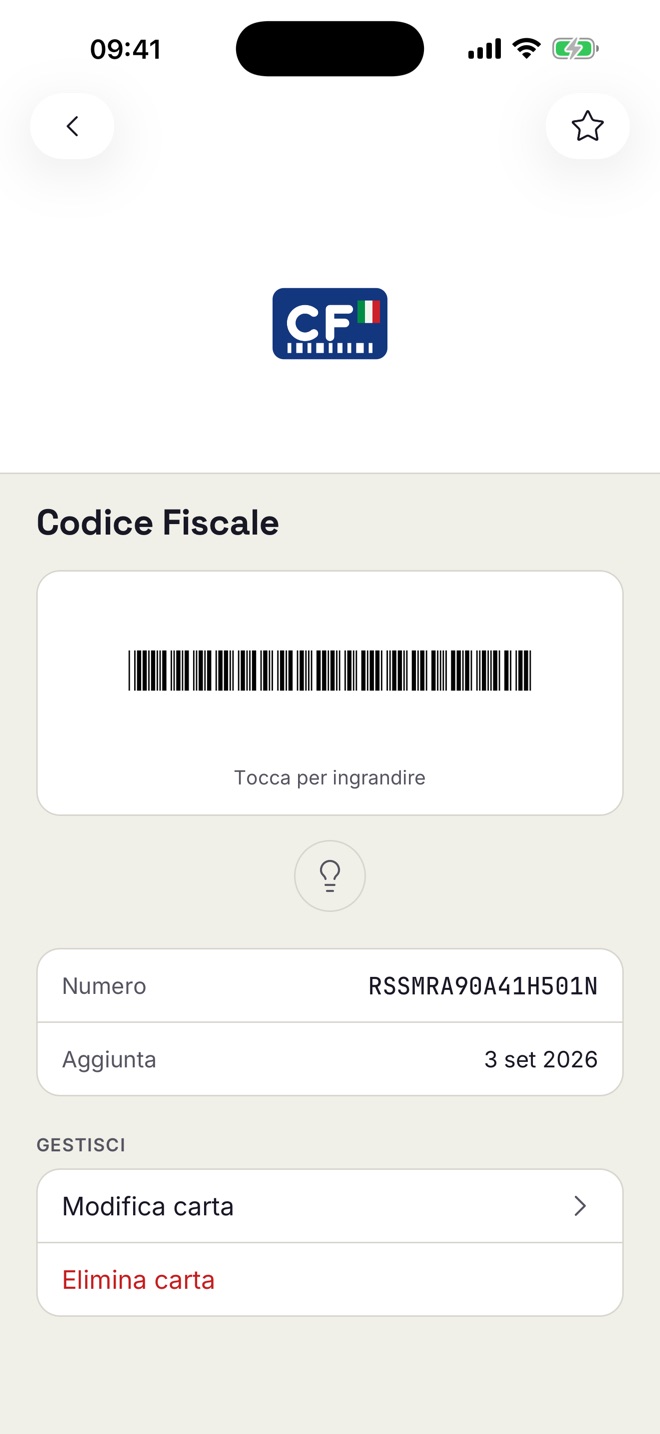 09:41
CF
Codice Fiscale
Tocca per ingrandire
Numero RSSMRA90A41H501N
Aggiunta 3 set 2026
GESTISCI
Modifica carta
Elimina carta